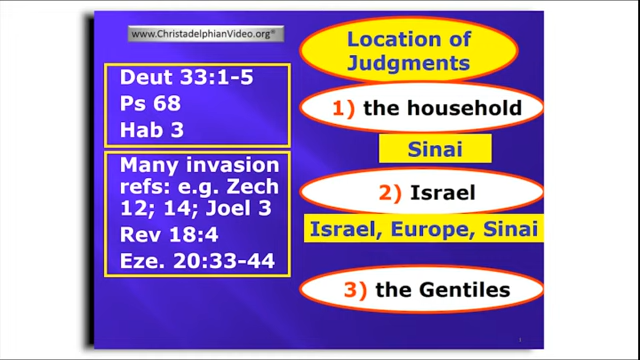 www.ChristadelphianVideo.org®
Location of
Judgments
Deut 33:1-5
Ps 68
Hab 3
1) the household
Sinai
Many invasion
refs: e.g. Zech
12; 14; Joel 3
Rev 18:4
Eze. 20:33-44
2) Israel
Israel, Europe, Sinai
3) the Gentiles